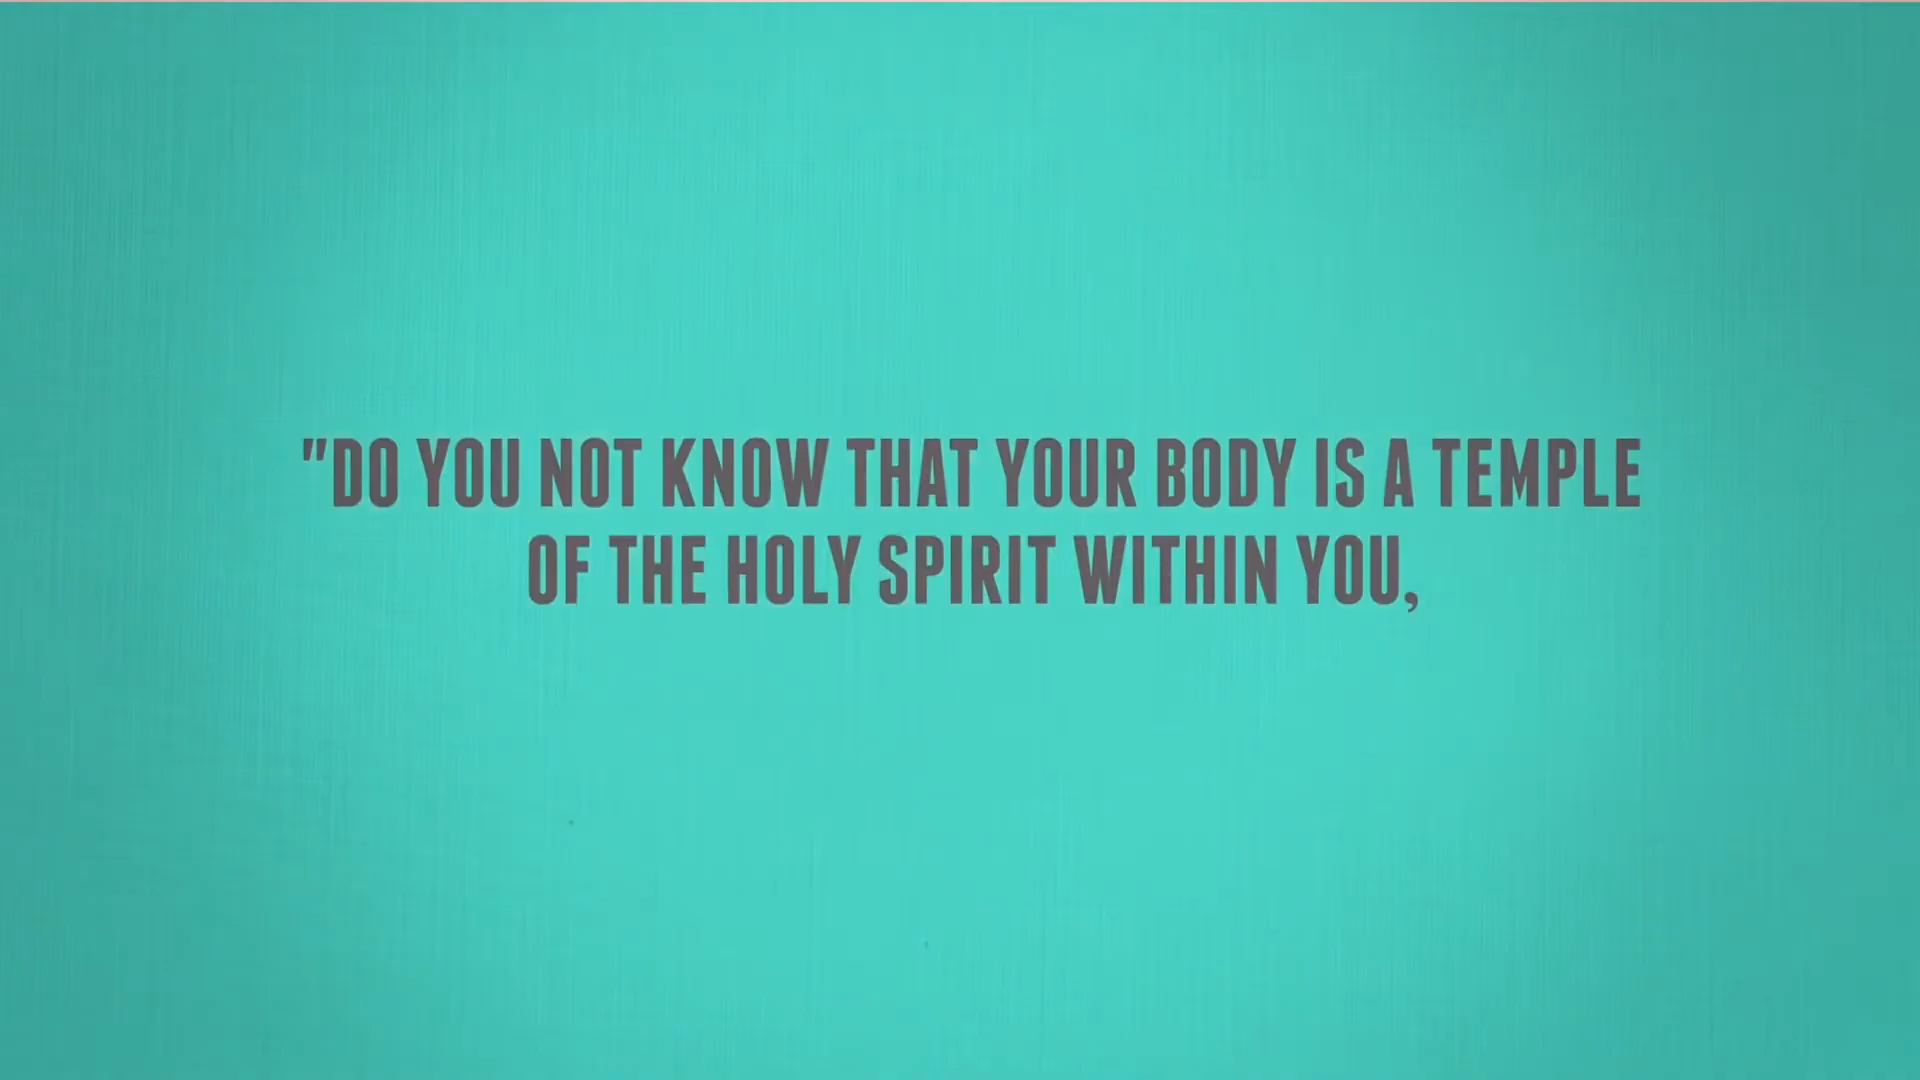 "DO YOU NOT KNOW THAT YOUR BODY IS A TEMPLE
OF THE HOLY SPIRIT WITHIN YOU,